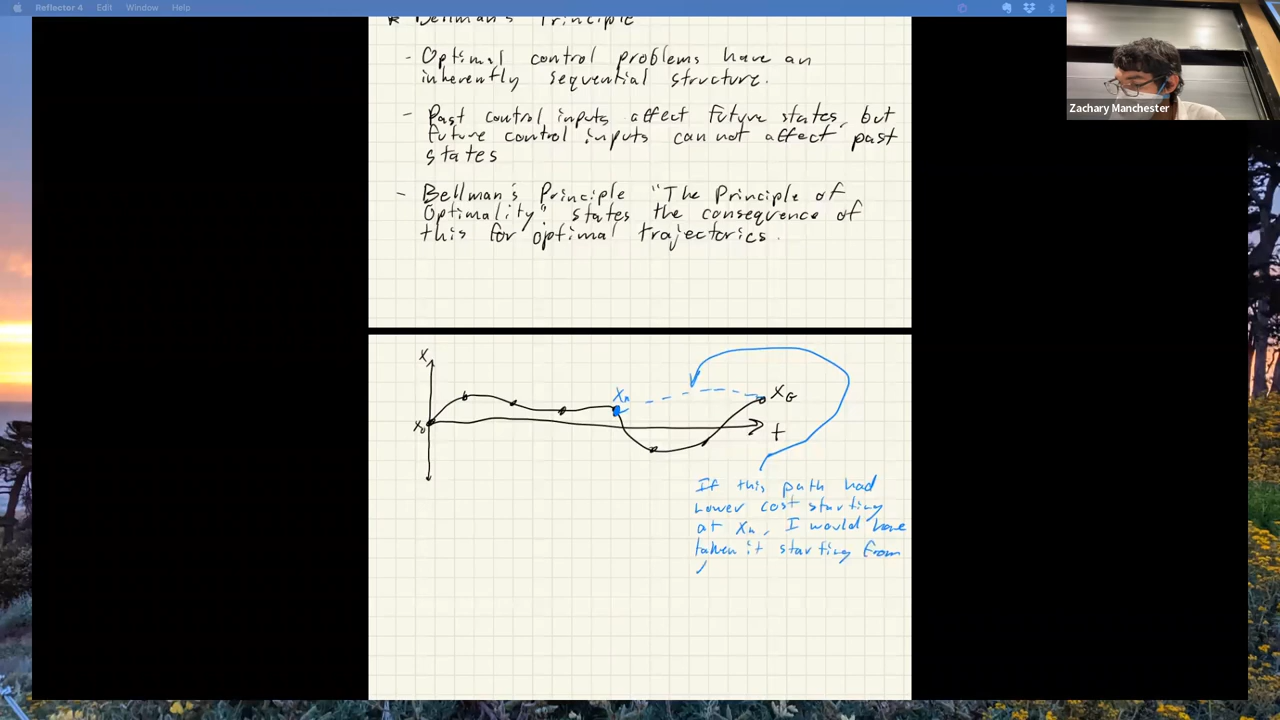 Reflector 4 Edit Window Help
Zachary Manchester
* Bellman's Principle
- Optimal control problems have an
inherently sequential structure.
- Past control inputs affect future states, but
future control inputs can not affect past
states
- Bellman's Principle "The Principle of
Optimality" states the consequence of
this for optimal trajectories.
x
x₀
xₙ
x_G
t
If this path had
lower cost starting
at xₙ, I would have
taken it starting from